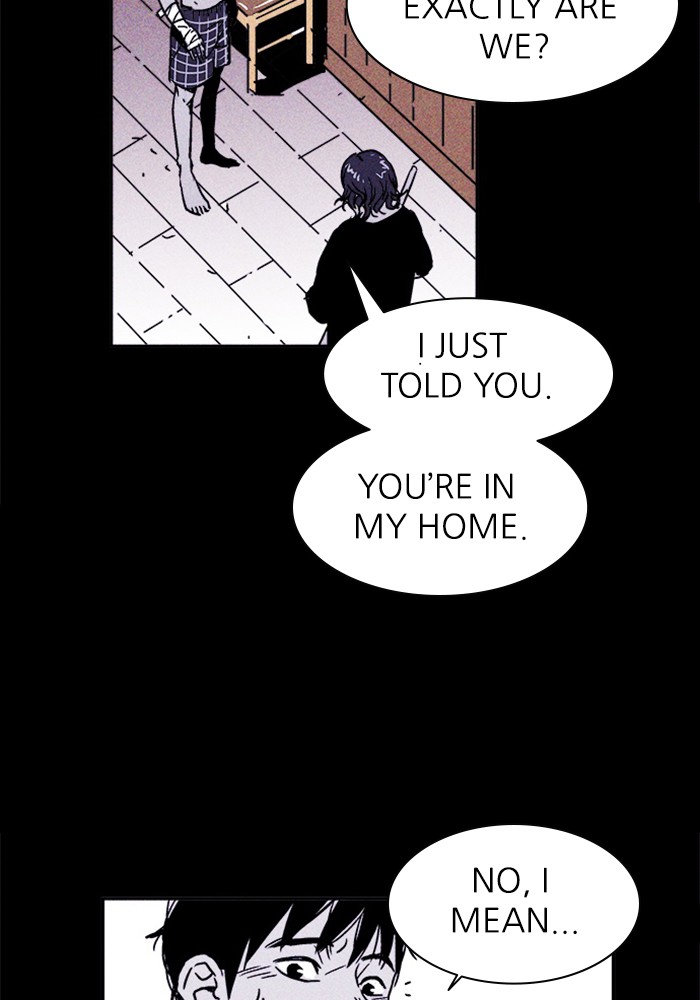 EXACTLY ARE
WE?
I JUST
TOLD YOU.
YOU'RE IN
MY HOME.
NO, I
MEAN...